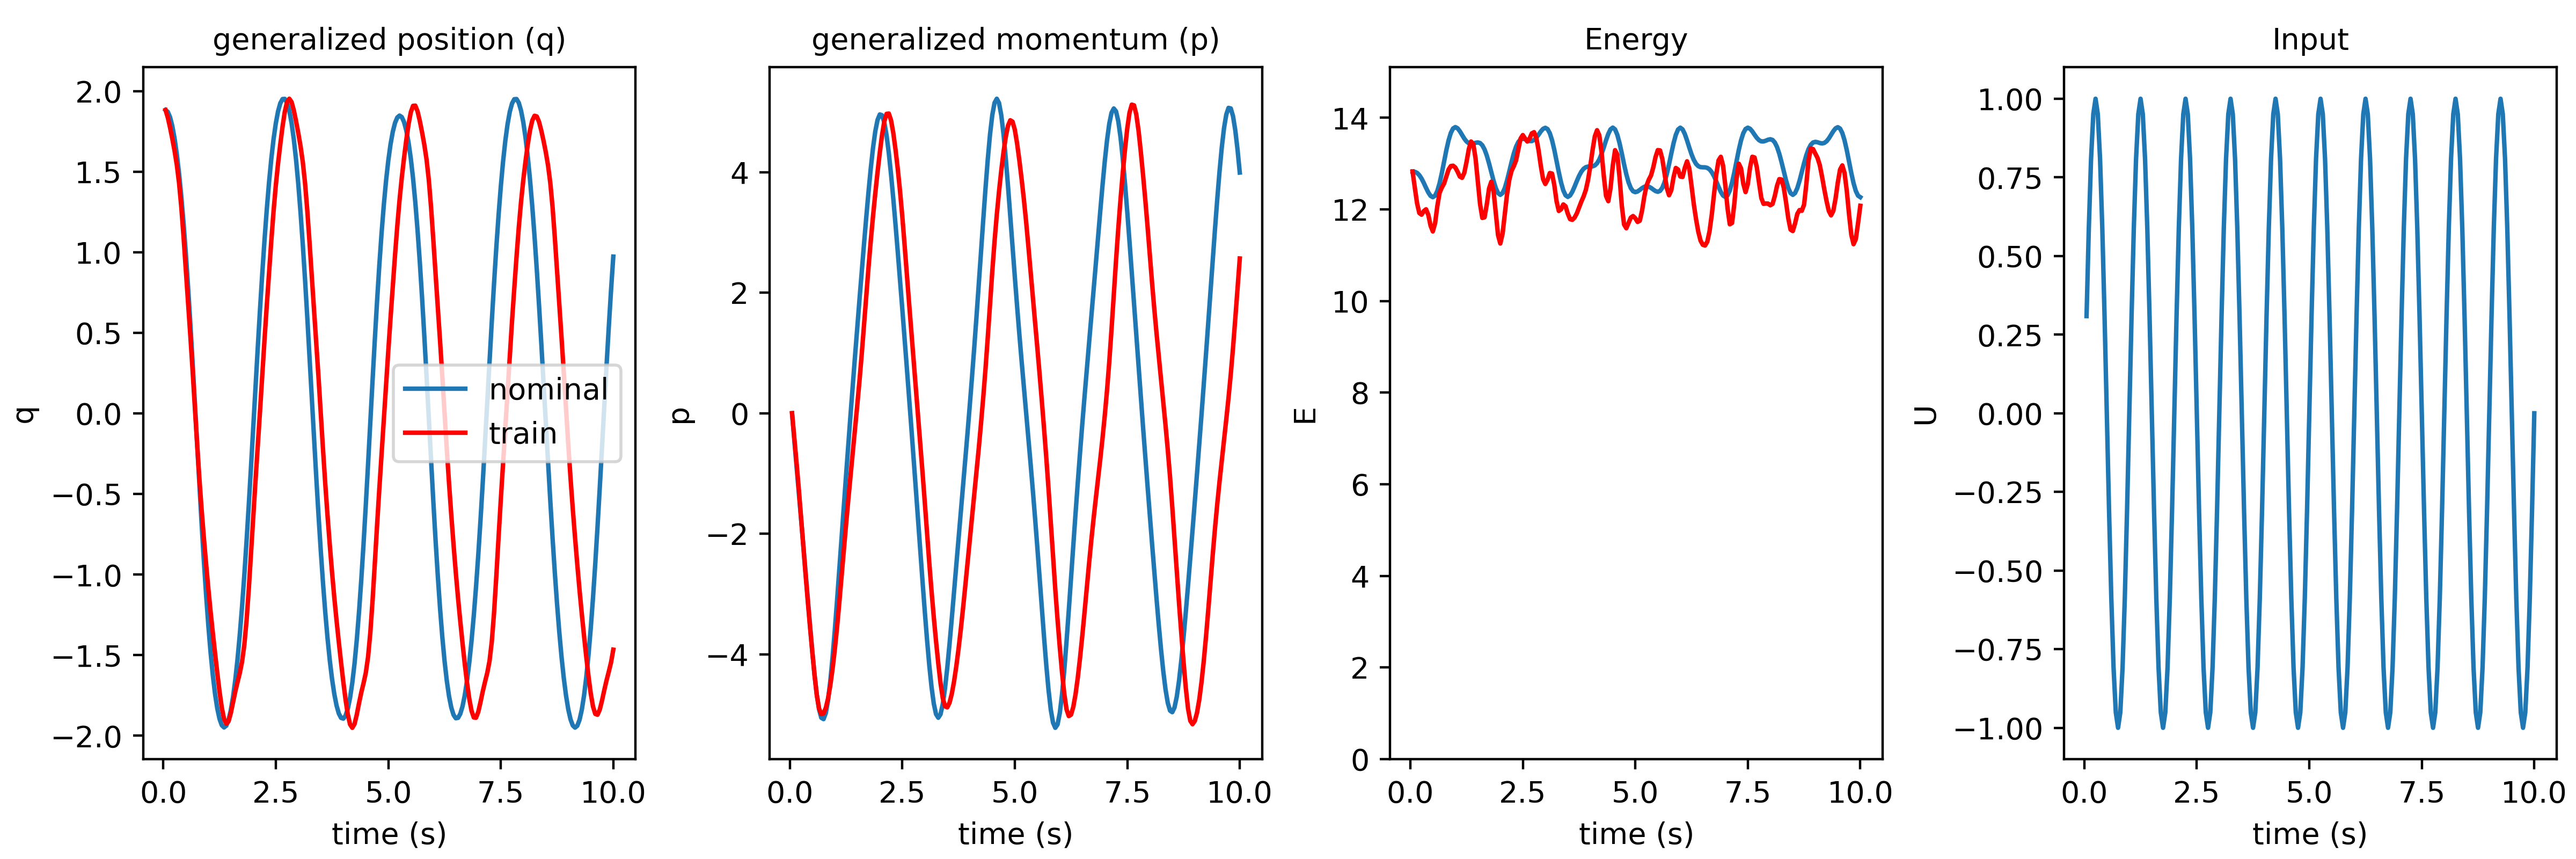 generalized position (q)
2.0
1.5
1.0
0.5
0.0
−0.5
−1.0
−1.5
−2.0
q
nominal
train
0.0 2.5 5.0 7.5 10.0
time (s)
generalized momentum (p)
4
2
0
−2
−4
p
0.0 2.5 5.0 7.5 10.0
time (s)
Energy
14
12
10
8
6
4
2
0
E
0.0 2.5 5.0 7.5 10.0
time (s)
Input
1.00
0.75
0.50
0.25
0.00
−0.25
−0.50
−0.75
−1.00
U
0.0 2.5 5.0 7.5 10.0
time (s)